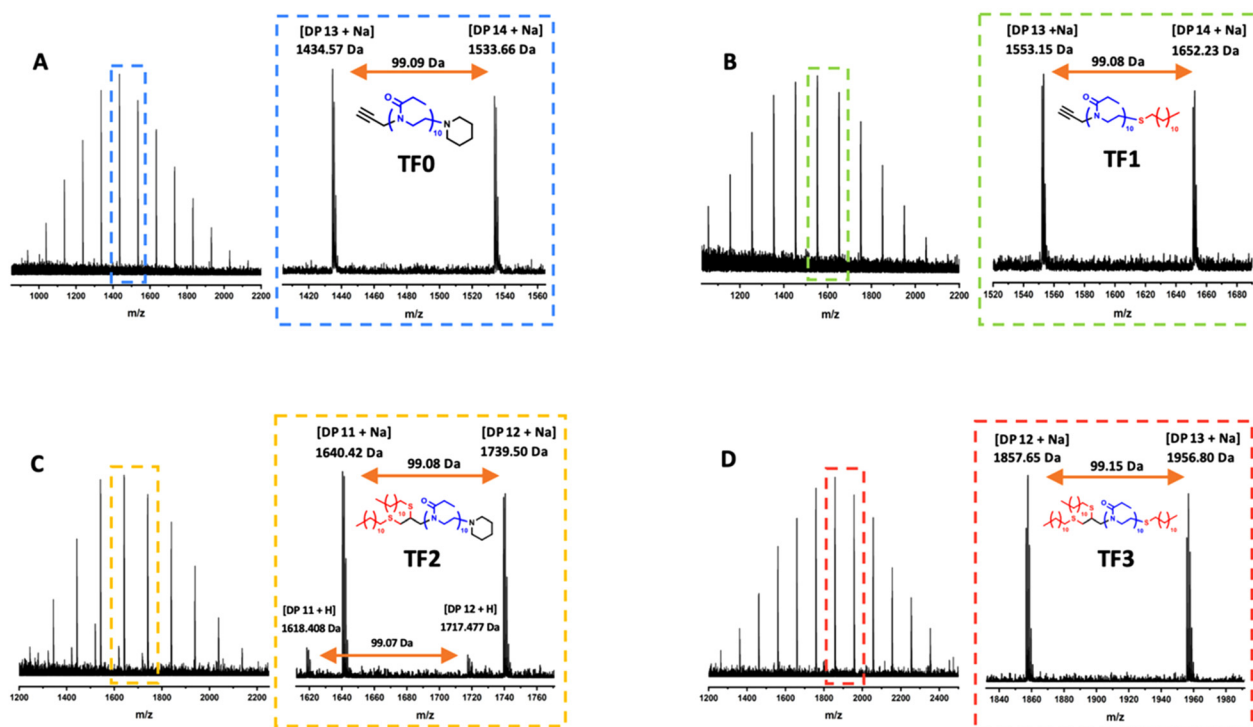 A
[DP 13 + Na]
1434.57 Da
[DP 14 + Na]
1533.66 Da
99.09 Da
O
N
10
N
TF0
1000 1200 1400 1600 1800 2000 2200
m/z
1420 1440 1460 1480 1500 1520 1540 1560
m/z
B
[DP 13 +Na]
1553.15 Da
[DP 14 + Na]
1652.23 Da
99.08 Da
O
N
10
S
10
TF1
1200 1400 1600 1800 2000 2200
m/z
1520 1540 1560 1580 1600 1620 1640 1660 1680
m/z
C
[DP 11 + Na]
1640.42 Da
[DP 12 + Na]
1739.50 Da
99.08 Da
10
S
O
S
10
N
10
N
TF2
[DP 11 + H]
1618.408 Da
[DP 12 + H]
1717.477 Da
99.07 Da
1200 1400 1600 1800 2000 2200
m/z
1620 1640 1660 1680 1700 1720 1740 1760
m/z
D
[DP 12 + Na]
1857.65 Da
[DP 13 + Na]
1956.80 Da
99.15 Da
10
S
O
S
10
N
10
S
10
TF3
1200 1400 1600 1800 2000 2200 2400
m/z
1840 1860 1880 1900 1920 1940 1960 1980
m/z